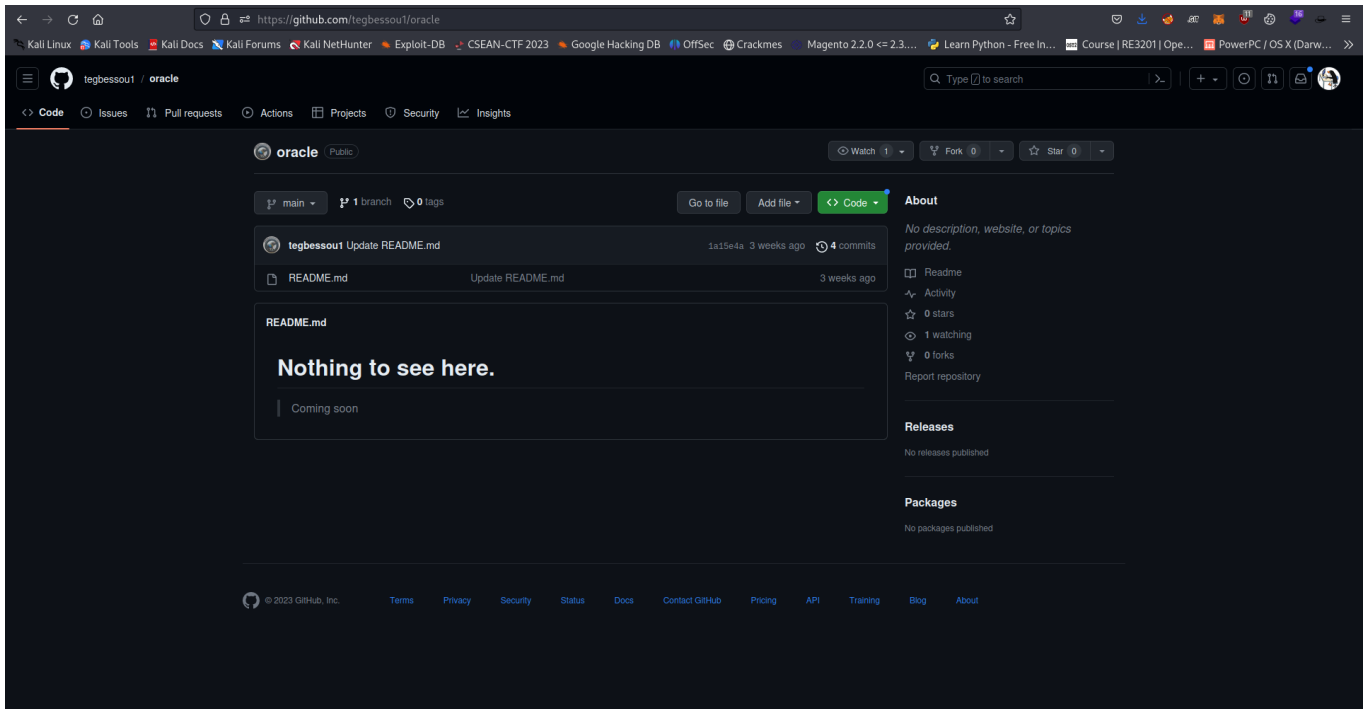 https://github.com/tegbessou1/oracle
11
16
Kali Linux Kali Tools Kali Docs Kali Forums Kali NetHunter Exploit-DB CSEAN-CTF 2023 Google Hacking DB OffSec Crackmes Magento 2.2.0 <= 2.3.... Learn Python - Free In... Course | RE3201 | Ope... PowerPC / OS X (Darw...
tegbessou1 / oracle
Type / to search
Code Issues Pull requests Actions Projects Security Insights
oracle Public
Watch 1 Fork 0 Star 0
main 1 branch 0 tags Go to file Add file Code
tegbessou1 Update README.md 1a15e4a 3 weeks ago 4 commits
README.md Update README.md 3 weeks ago
README.md
Nothing to see here.
Coming soon
About
No description, website, or topics
provided.
Readme
Activity
0 stars
1 watching
0 forks
Report repository
Releases
No releases published
Packages
No packages published
© 2023 GitHub, Inc. Terms Privacy Security Status Docs Contact GitHub Pricing API Training Blog About